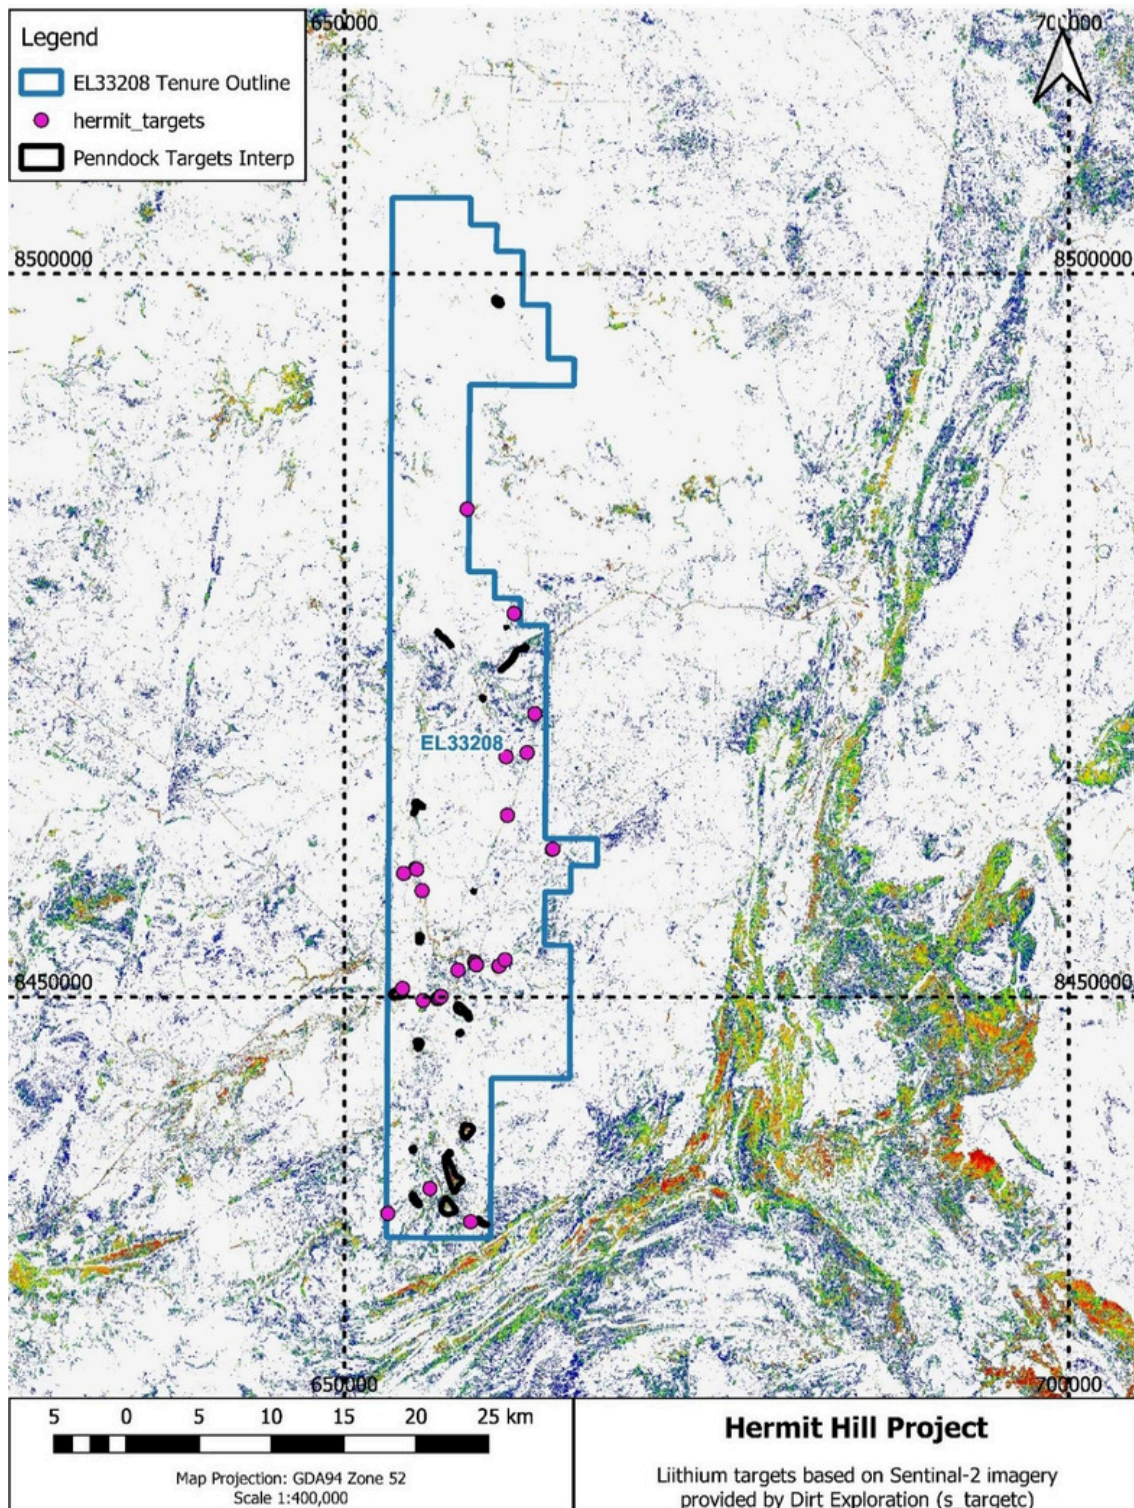 Legend
EL33208 Tenure Outline
hermit_targets
Penndock Targets Interp
650000
700000
8500000
8500000
EL33208
8450000
8450000
650000
700000
5 0 5 10 15 20 25 km
Map Projection: GDA94 Zone 52
Scale 1:400,000
Hermit Hill Project
Liithium targets based on Sentinal-2 imagery
provided by Dirt Exploration (s_targetc)